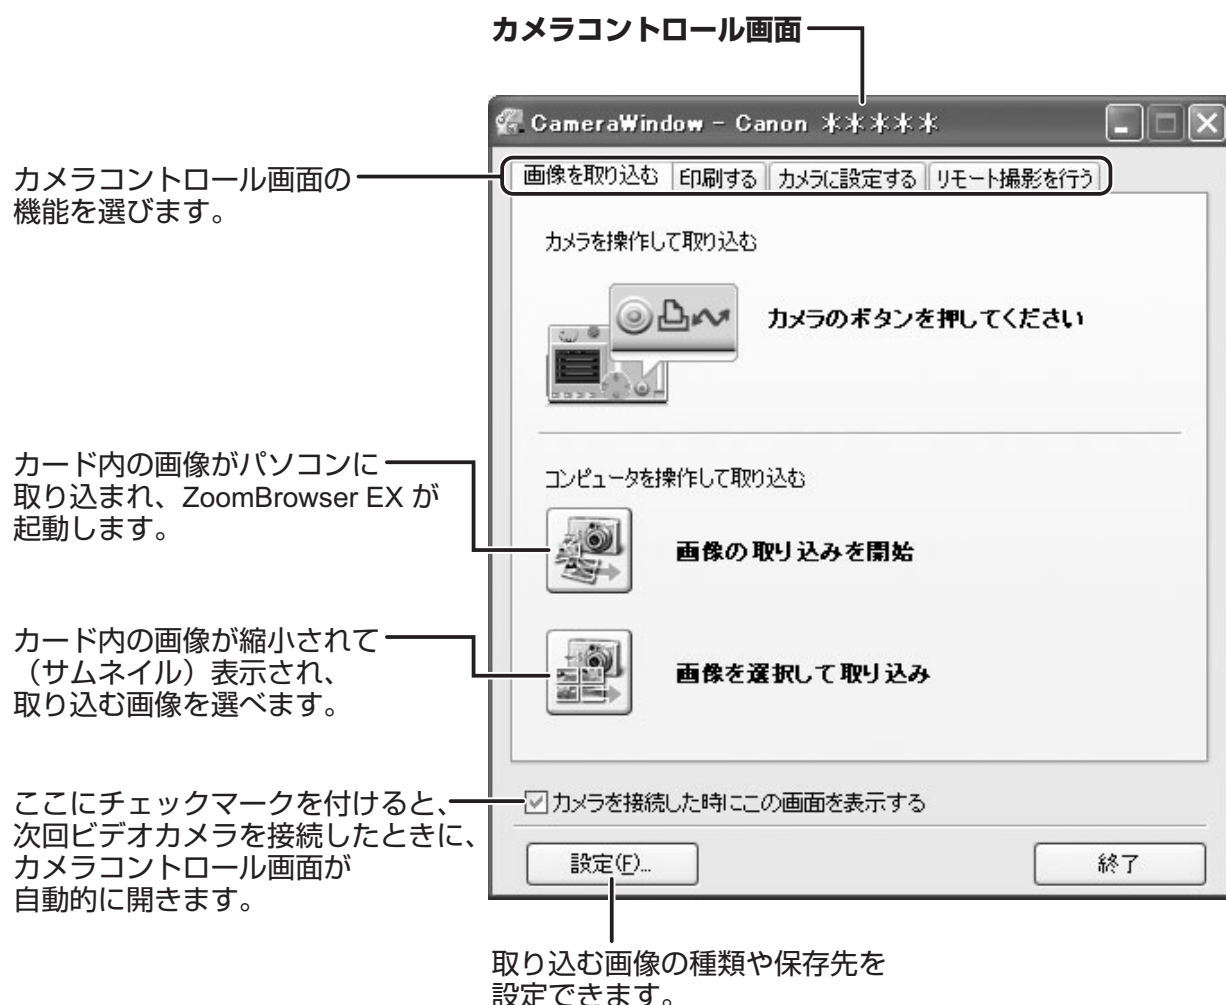 カメラコントロール画面
CameraWindow - Canon *****
カメラコントロール画面の
機能を選びます。
画像を取り込む 印刷する カメラに設定する リモート撮影を行う
カメラを操作して取り込む
カメラのボタンを押してください
カード内の画像がパソコンに
取り込まれ、ZoomBrowser EX が
起動します。
コンピュータを操作して取り込む
画像の取り込みを開始
カード内の画像が縮小されて
（サムネイル）表示され、
取り込む画像を選べます。
画像を選択して取り込み
ここにチェックマークを付けると、
次回ビデオカメラを接続したときに、
カメラコントロール画面が
自動的に開きます。
カメラを接続した時にこの画面を表示する
設定(F)...
終了
取り込む画像の種類や保存先を
設定できます。